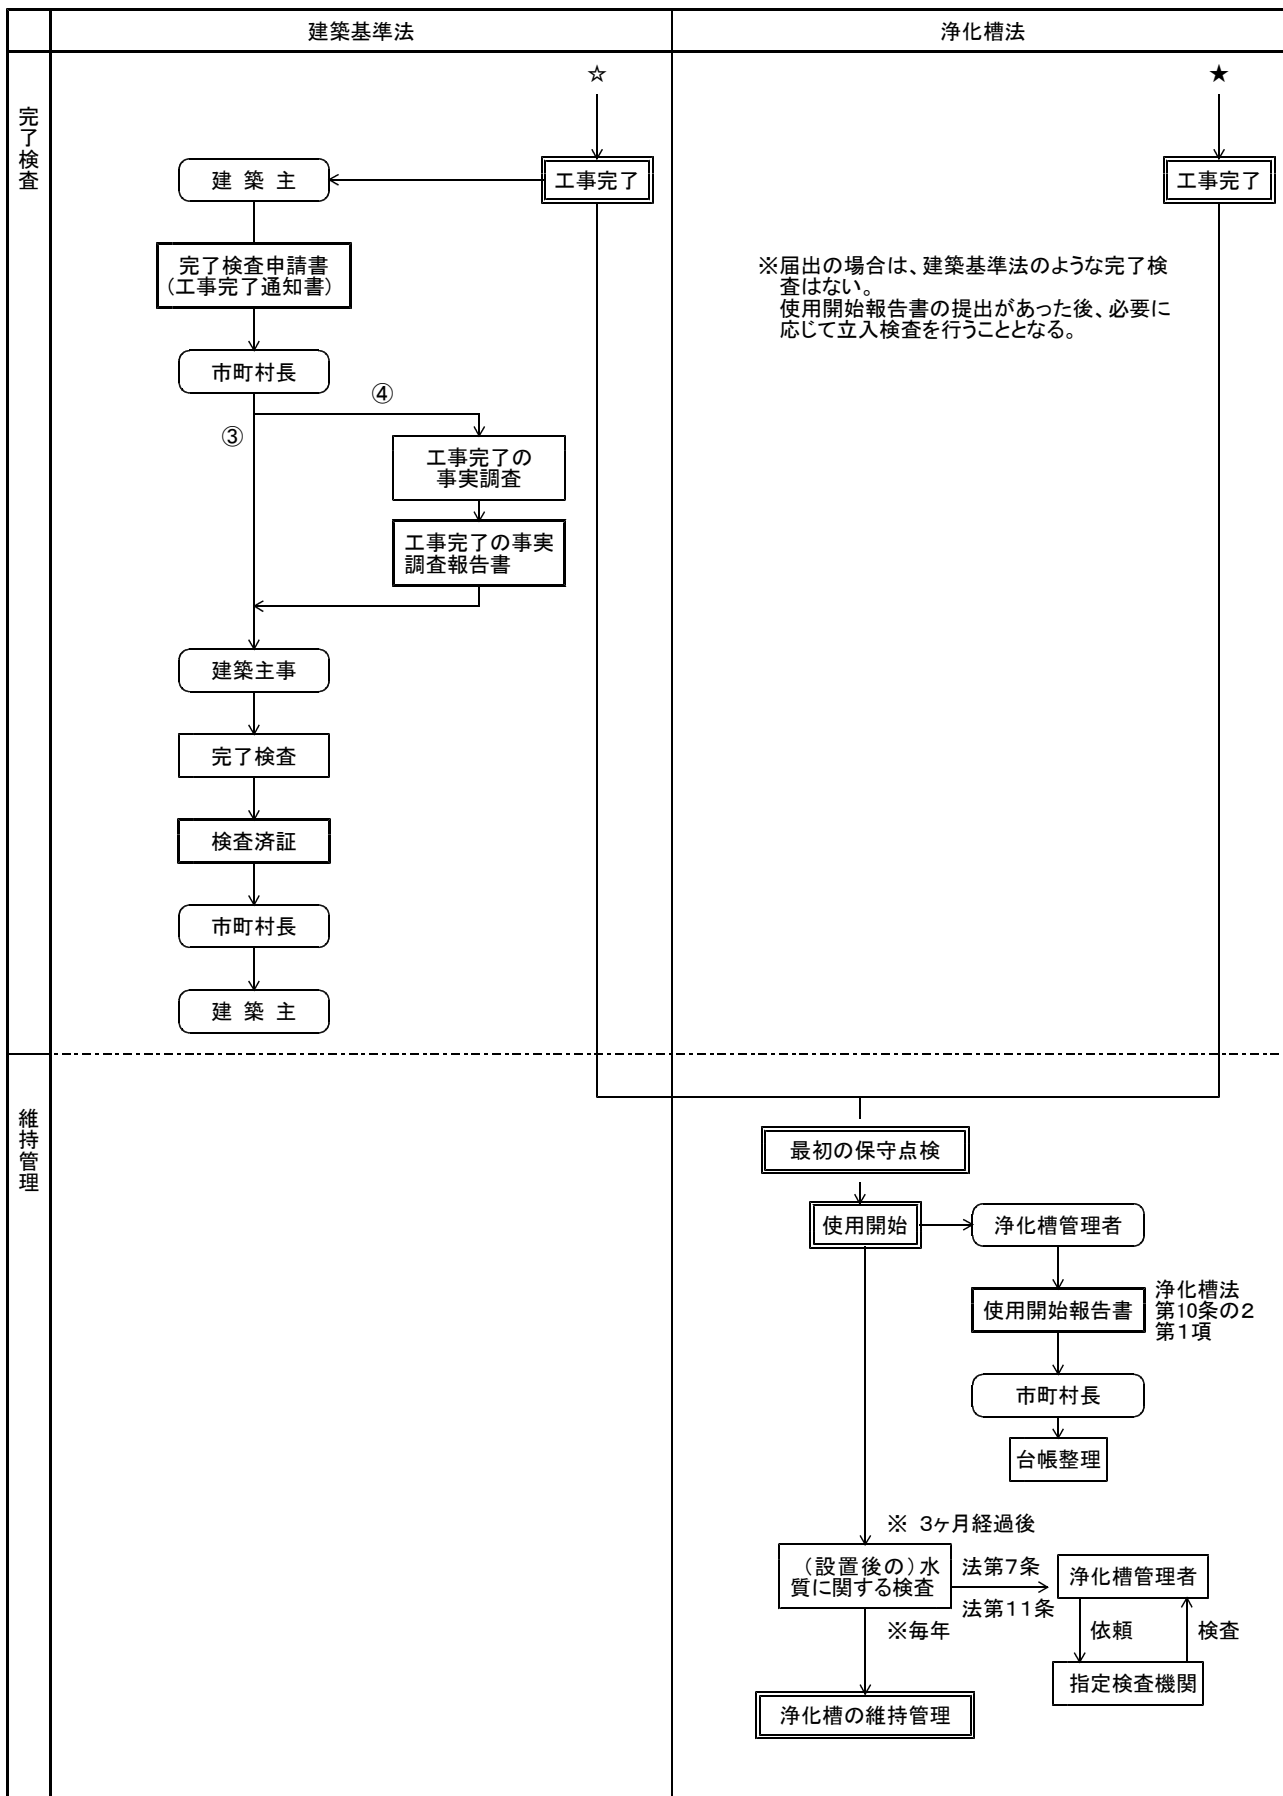 建築基準法
浄化槽法
完了検査
☆
★
工事完了
工事完了
建 築 主
完了検査申請書
(工事完了通知書)
※届出の場合は、建築基準法のような完了検
査はない。
使用開始報告書の提出があった後、必要に
応じて立入検査を行うこととなる。
市町村長
④
③
工事完了の
事実調査
工事完了の事実
調査報告書
建築主事
完了検査
検査済証
市町村長
建 築 主
維持管理
最初の保守点検
使用開始
浄化槽管理者
使用開始報告書
浄化槽法
第10条の2
第1項
市町村長
台帳整理
※ 3ヶ月経過後
(設置後の)水
質に関する検査
法第7条
法第11条
浄化槽管理者
※毎年
依頼
検査
指定検査機関
浄化槽の維持管理